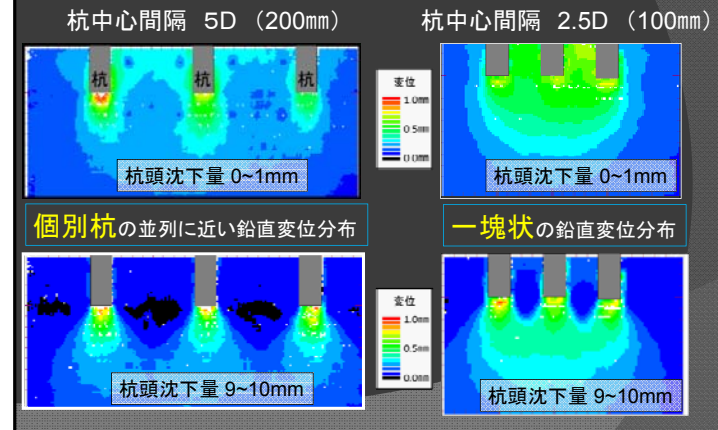 杭中心間隔 5D (200㎜)
杭中心間隔 2.5D (100㎜)
杭
杭
杭
変位
1.0mm
0.5mm
0.0mm
杭頭沈下量 0~1mm
杭頭沈下量 0~1mm
個別杭の並列に近い鉛直変位分布
一塊状の鉛直変位分布
変位
1.0mm
0.5mm
0.0mm
杭頭沈下量 9~10mm
杭頭沈下量 9~10mm